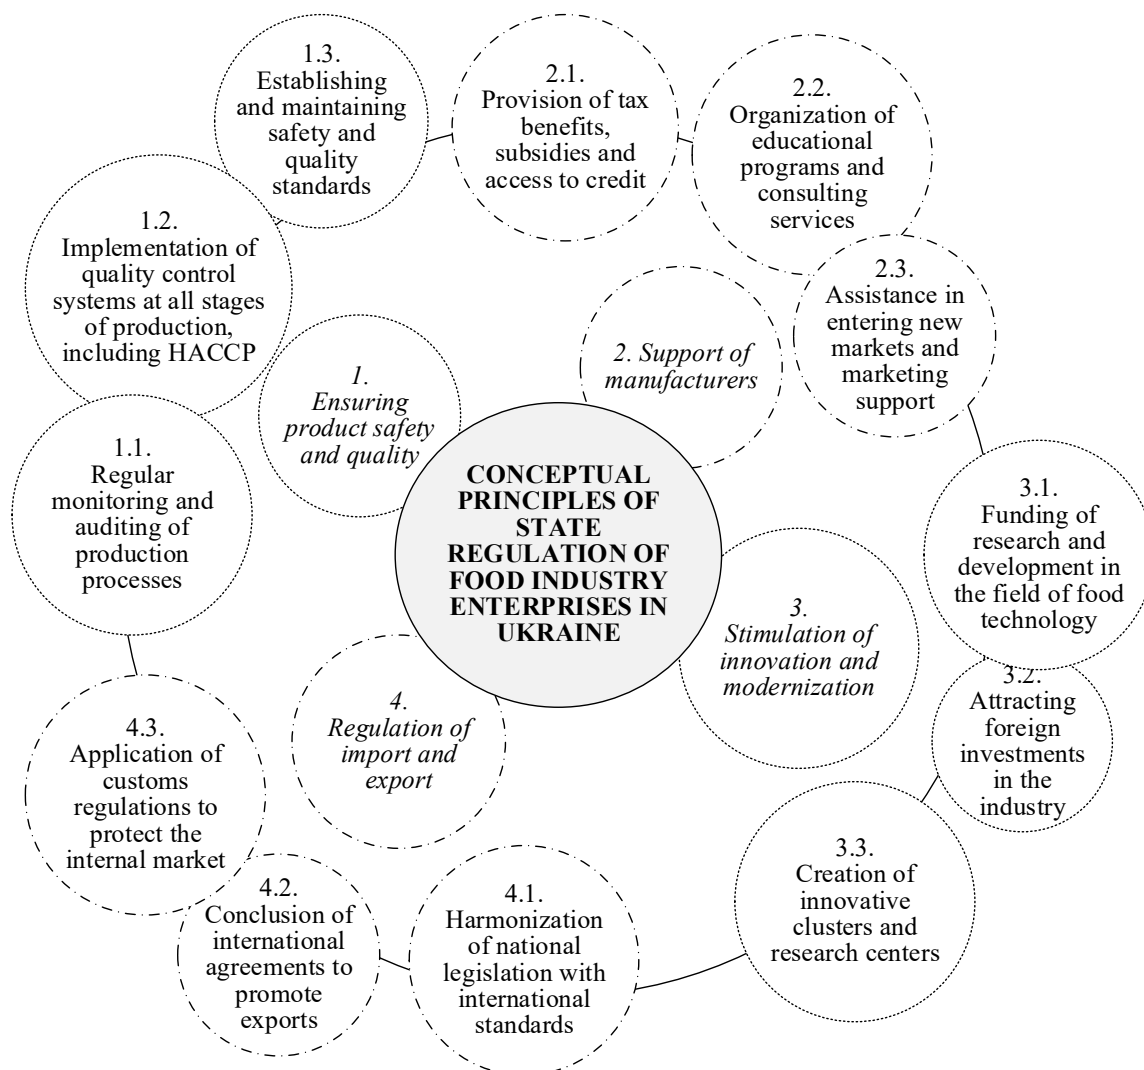 1.3.
Establishing
and maintaining
safety and
quality
standards
2.1.
Provision of tax
benefits,
subsidies and
access to credit
2.2.
Organization of
educational
programs and
consulting
services
1.2.
Implementation of
quality control
systems at all stages
of production,
including HACCP
2.3.
Assistance in
entering new
markets and
marketing
support
1.
Ensuring
product safety
and quality
2. Support of
manufacturers
1.1.
Regular
monitoring and
auditing of
production
processes
CONCEPTUAL
PRINCIPLES OF
STATE
REGULATION OF
FOOD INDUSTRY
ENTERPRISES IN
UKRAINE
3.1.
Funding of
research and
development in
the field of food
technology
3.
Stimulation of
innovation and
modernization
3.2.
Attracting
foreign
investments
in the
industry
4.
Regulation of
import and
export
4.3.
Application of
customs
regulations to
protect the
internal market
3.3.
Creation of
innovative
clusters and
research centers
4.2.
Conclusion of
international
agreements to
promote
exports
4.1.
Harmonization
of national
legislation with
international
standards